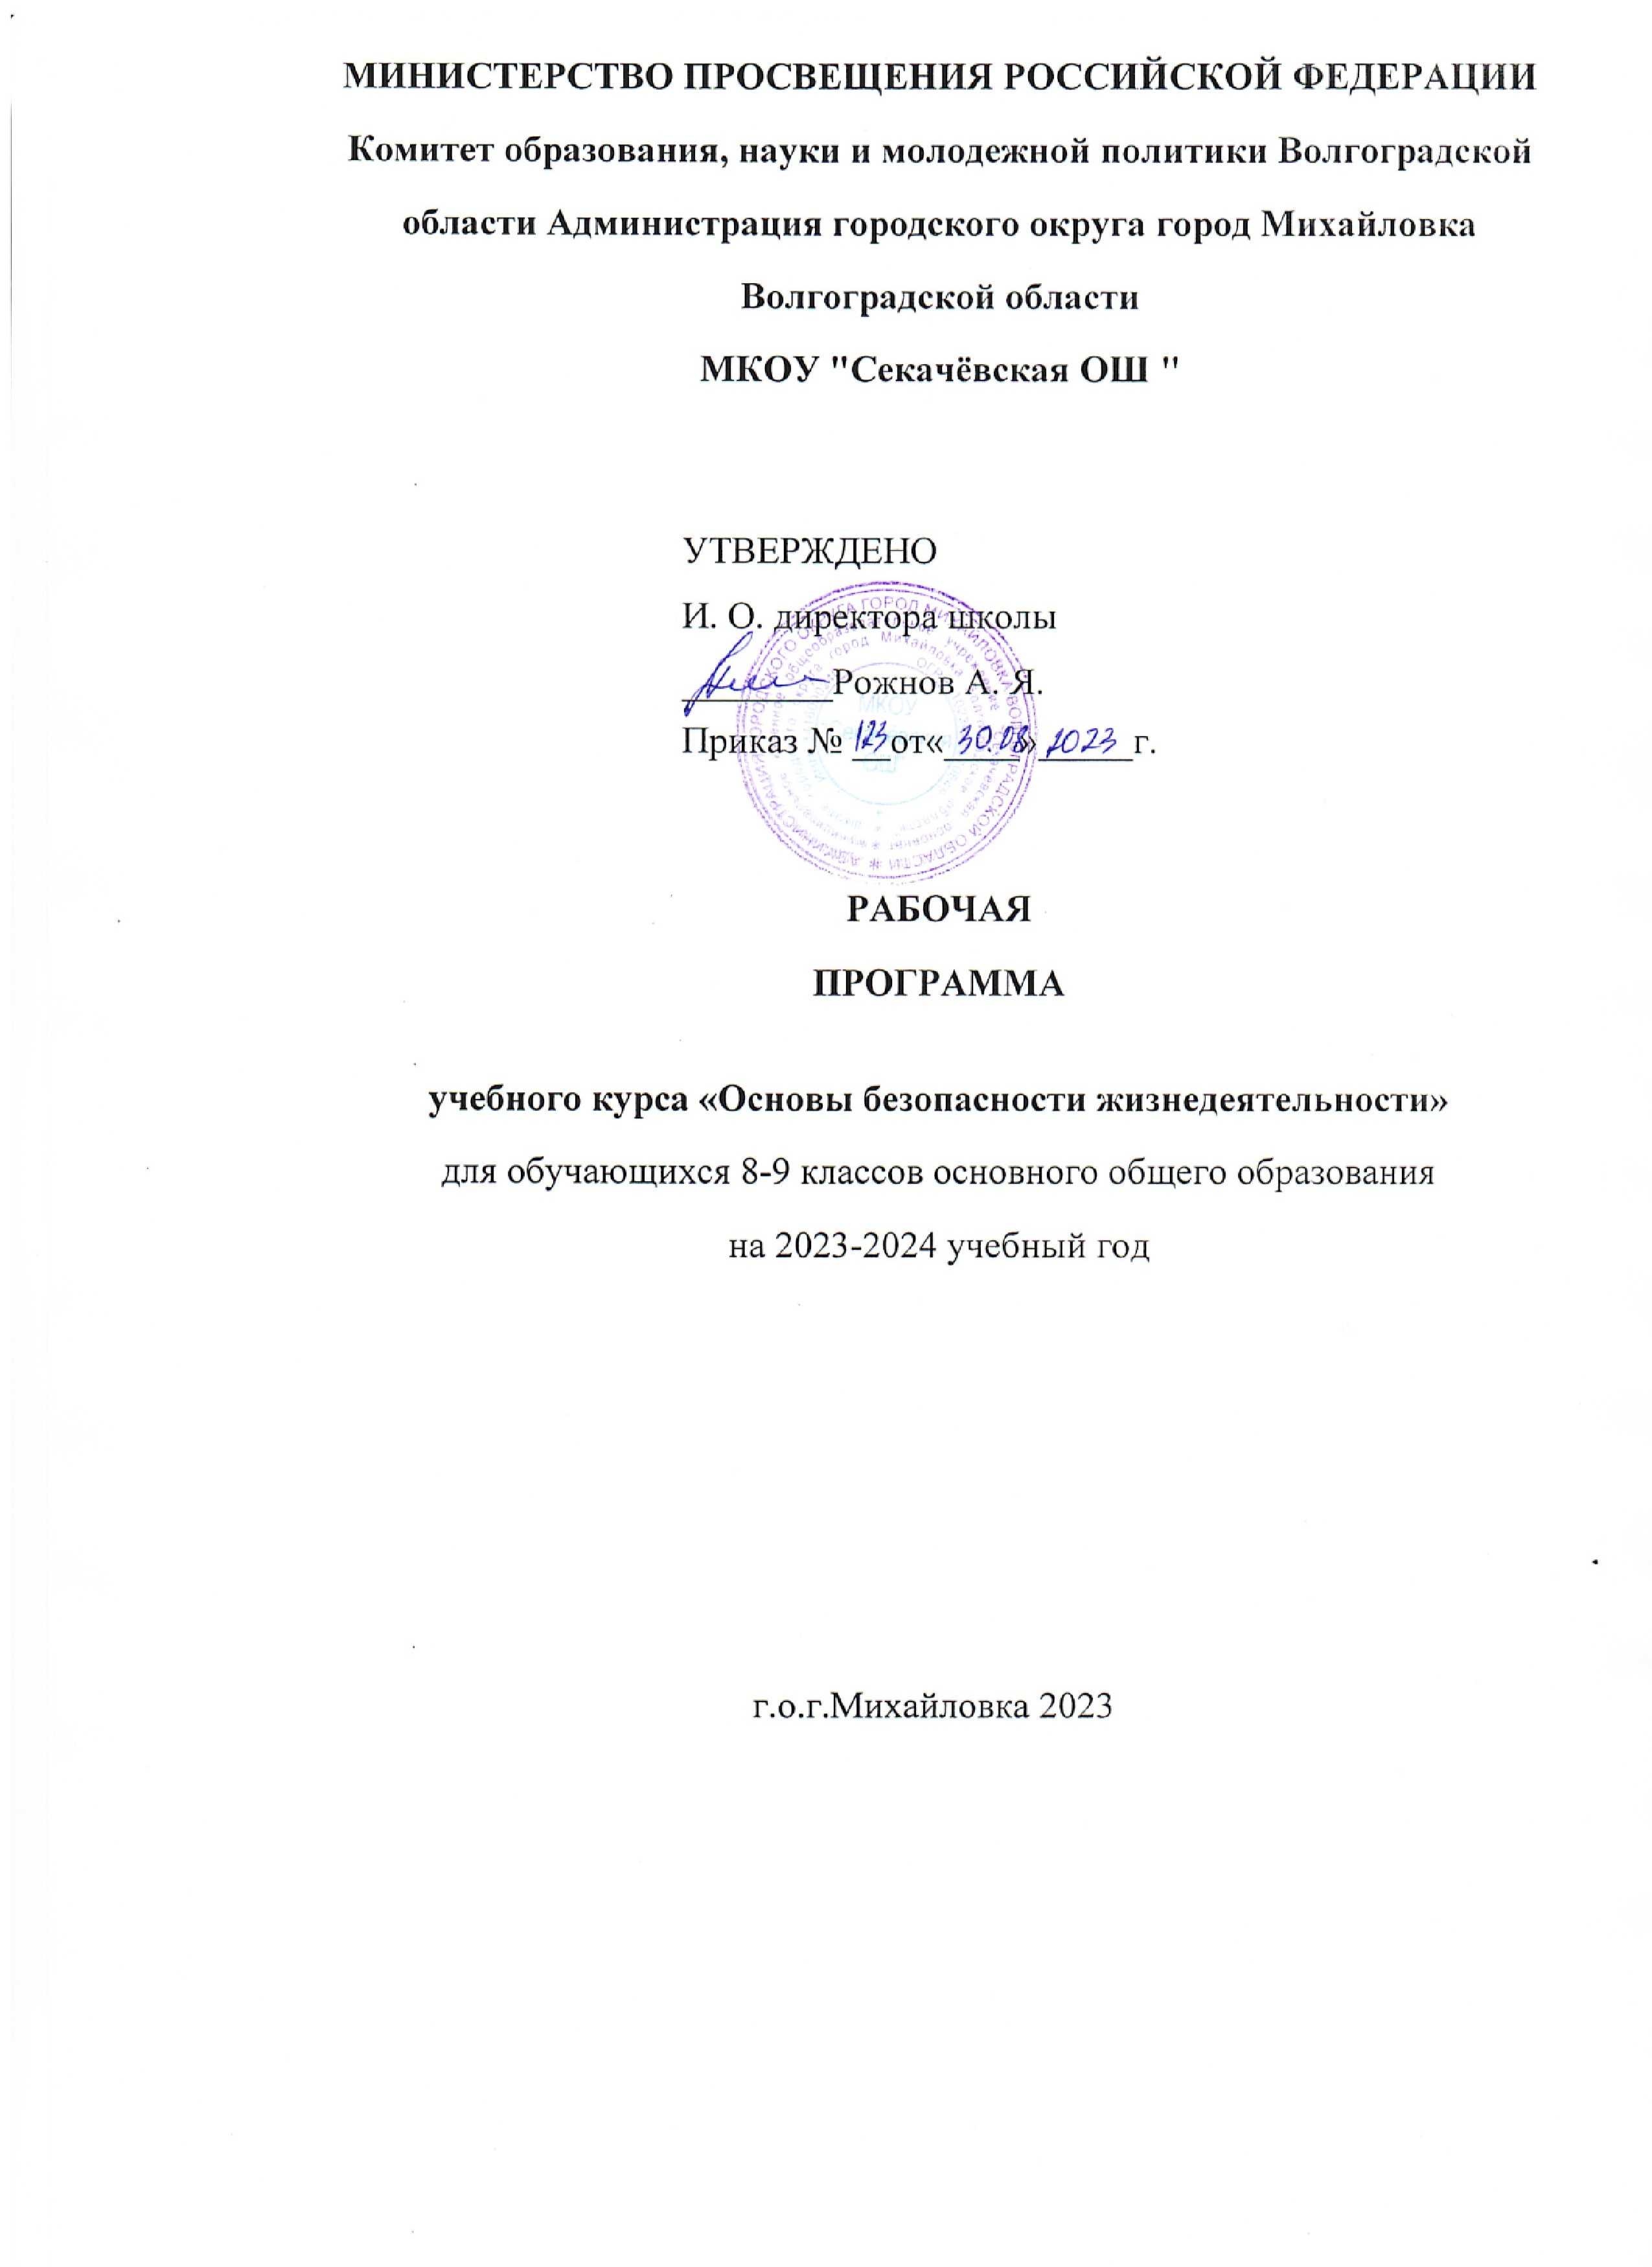 МИНИСТЕРСТВО ПРОСВЕЩЕНИЯ РОССИЙСКОЙ ФЕДЕРАЦИИ
Комитет образования, науки и молодежной политики Волгоградской
области Администрация городского округа город Михайловка
Волгоградской области
МКОУ "Секачёвская ОШ "
УТВЕРЖДЕНО
И. О. директора школы
Рожнов А. Я.
Приказ № 123 от« 30.08 » 2023 г.
МКОУ
РАБОЧАЯ
ПРОГРАММА
учебного курса «Основы безопасности жизнедеятельности»
для обучающихся 8-9 классов основного общего образования
на 2023-2024 учебный год
г.о.г.Михайловка 2023